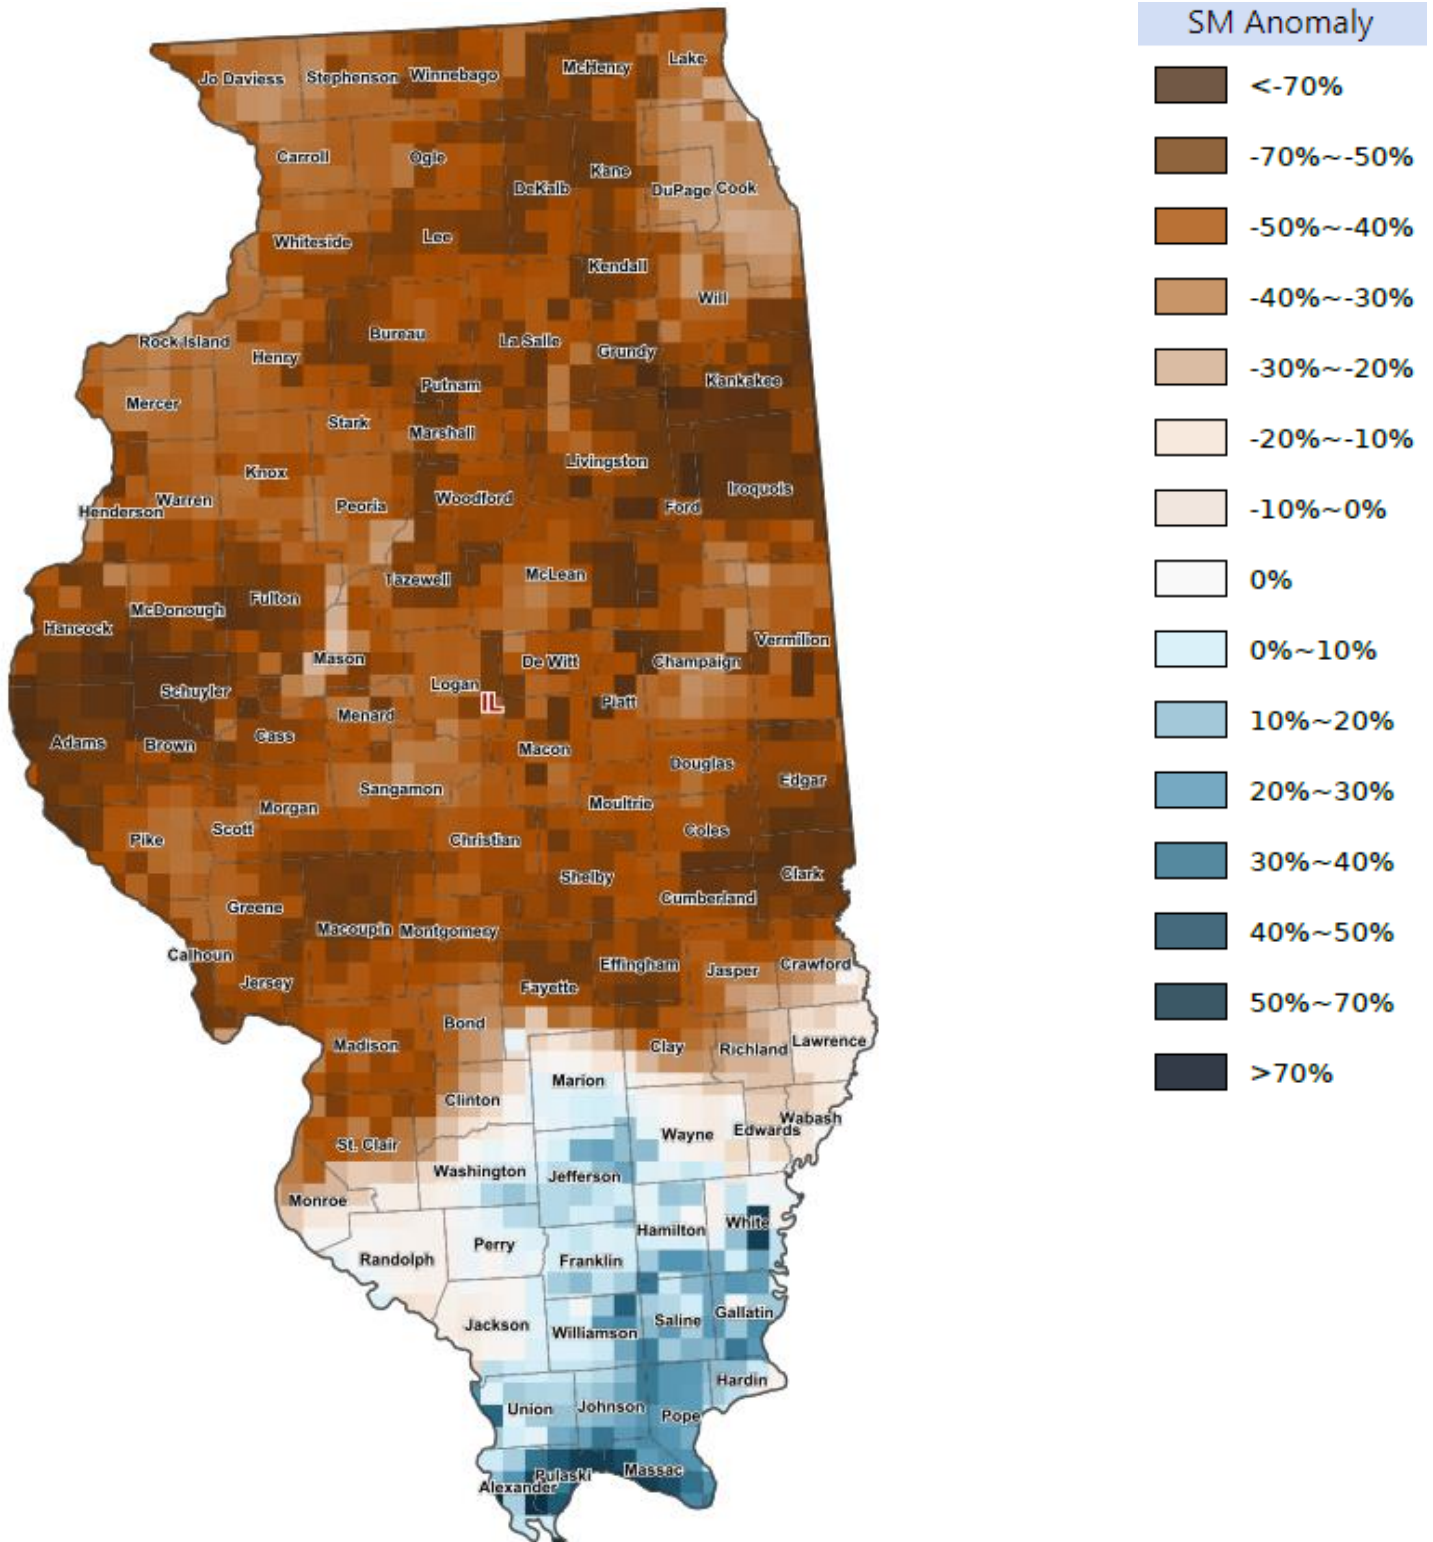 SM Anomaly
<-70%
-70%~-50%
-50%~-40%
-40%~-30%
-30%~-20%
-20%~-10%
-10%~0%
0%
0%~10%
10%~20%
20%~30%
30%~40%
40%~50%
50%~70%
>70%
Jo Daviess
Stephenson
Winnebago
McHenry
Lake
Carroll
Ogle
DeKalb
Kane
DuPage
Cook
Whiteside
Lee
Kendall
Will
Rock Island
Henry
Bureau
La Salle
Grundy
Kankakee
Mercer
Putnam
Stark
Marshall
Knox
Livingston
Iroquois
Henderson
Warren
Peoria
Woodford
Ford
Tazewell
McLean
Hancock
McDonough
Fulton
Mason
De Witt
Champaign
Vermilion
Schuyler
Logan
IL
Menard
Piatt
Adams
Brown
Cass
Macon
Douglas
Edgar
Sangamon
Morgan
Moultrie
Pike
Scott
Christian
Coles
Shelby
Clark
Cumberland
Greene
Macoupin
Montgomery
Calhoun
Effingham
Jasper
Crawford
Jersey
Fayette
Bond
Madison
Clay
Richland
Lawrence
Marion
Clinton
Wabash
Edwards
Wayne
St. Clair
Washington
Jefferson
Monroe
White
Hamilton
Randolph
Perry
Franklin
Jackson
Williamson
Saline
Gallatin
Hardin
Union
Johnson
Pope
Massac
Pulaski
Alexander